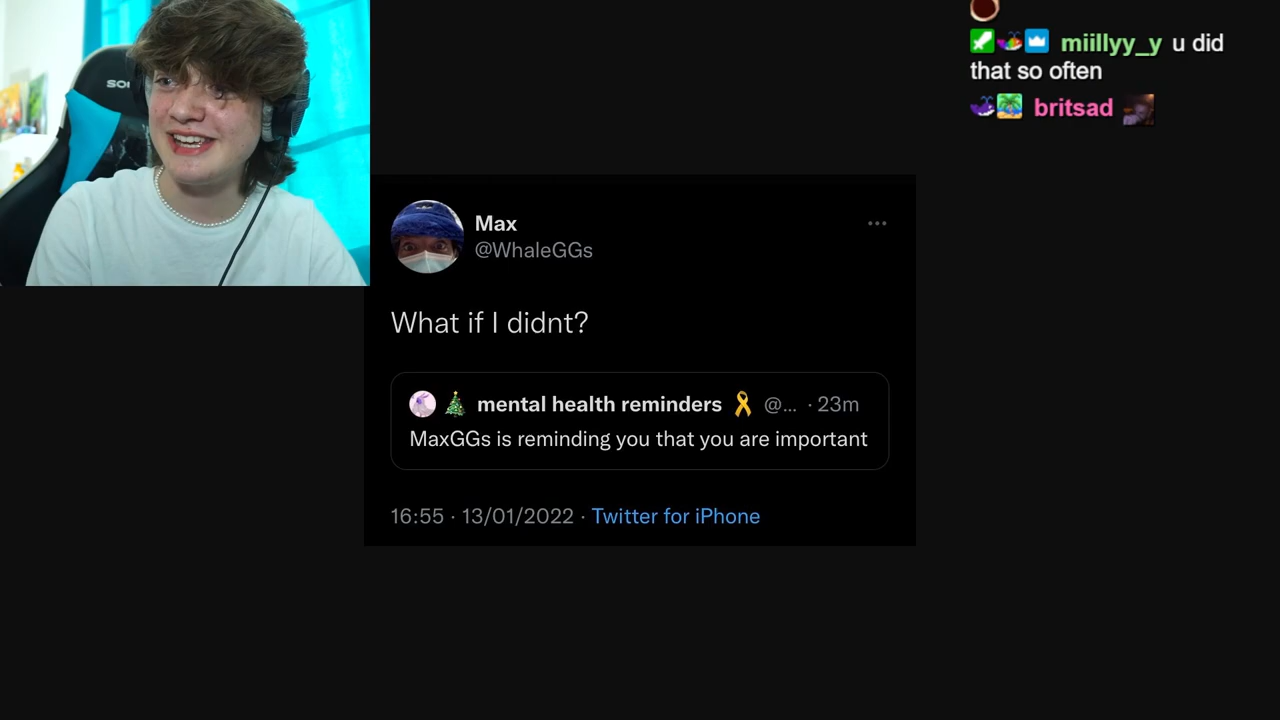 SO
miillyy_y u did
that so often
britsad
Max
@WhaleGGs
What if I didnt?
mental health reminders @... · 23m
MaxGGs is reminding you that you are important
16:55 · 13/01/2022 · Twitter for iPhone